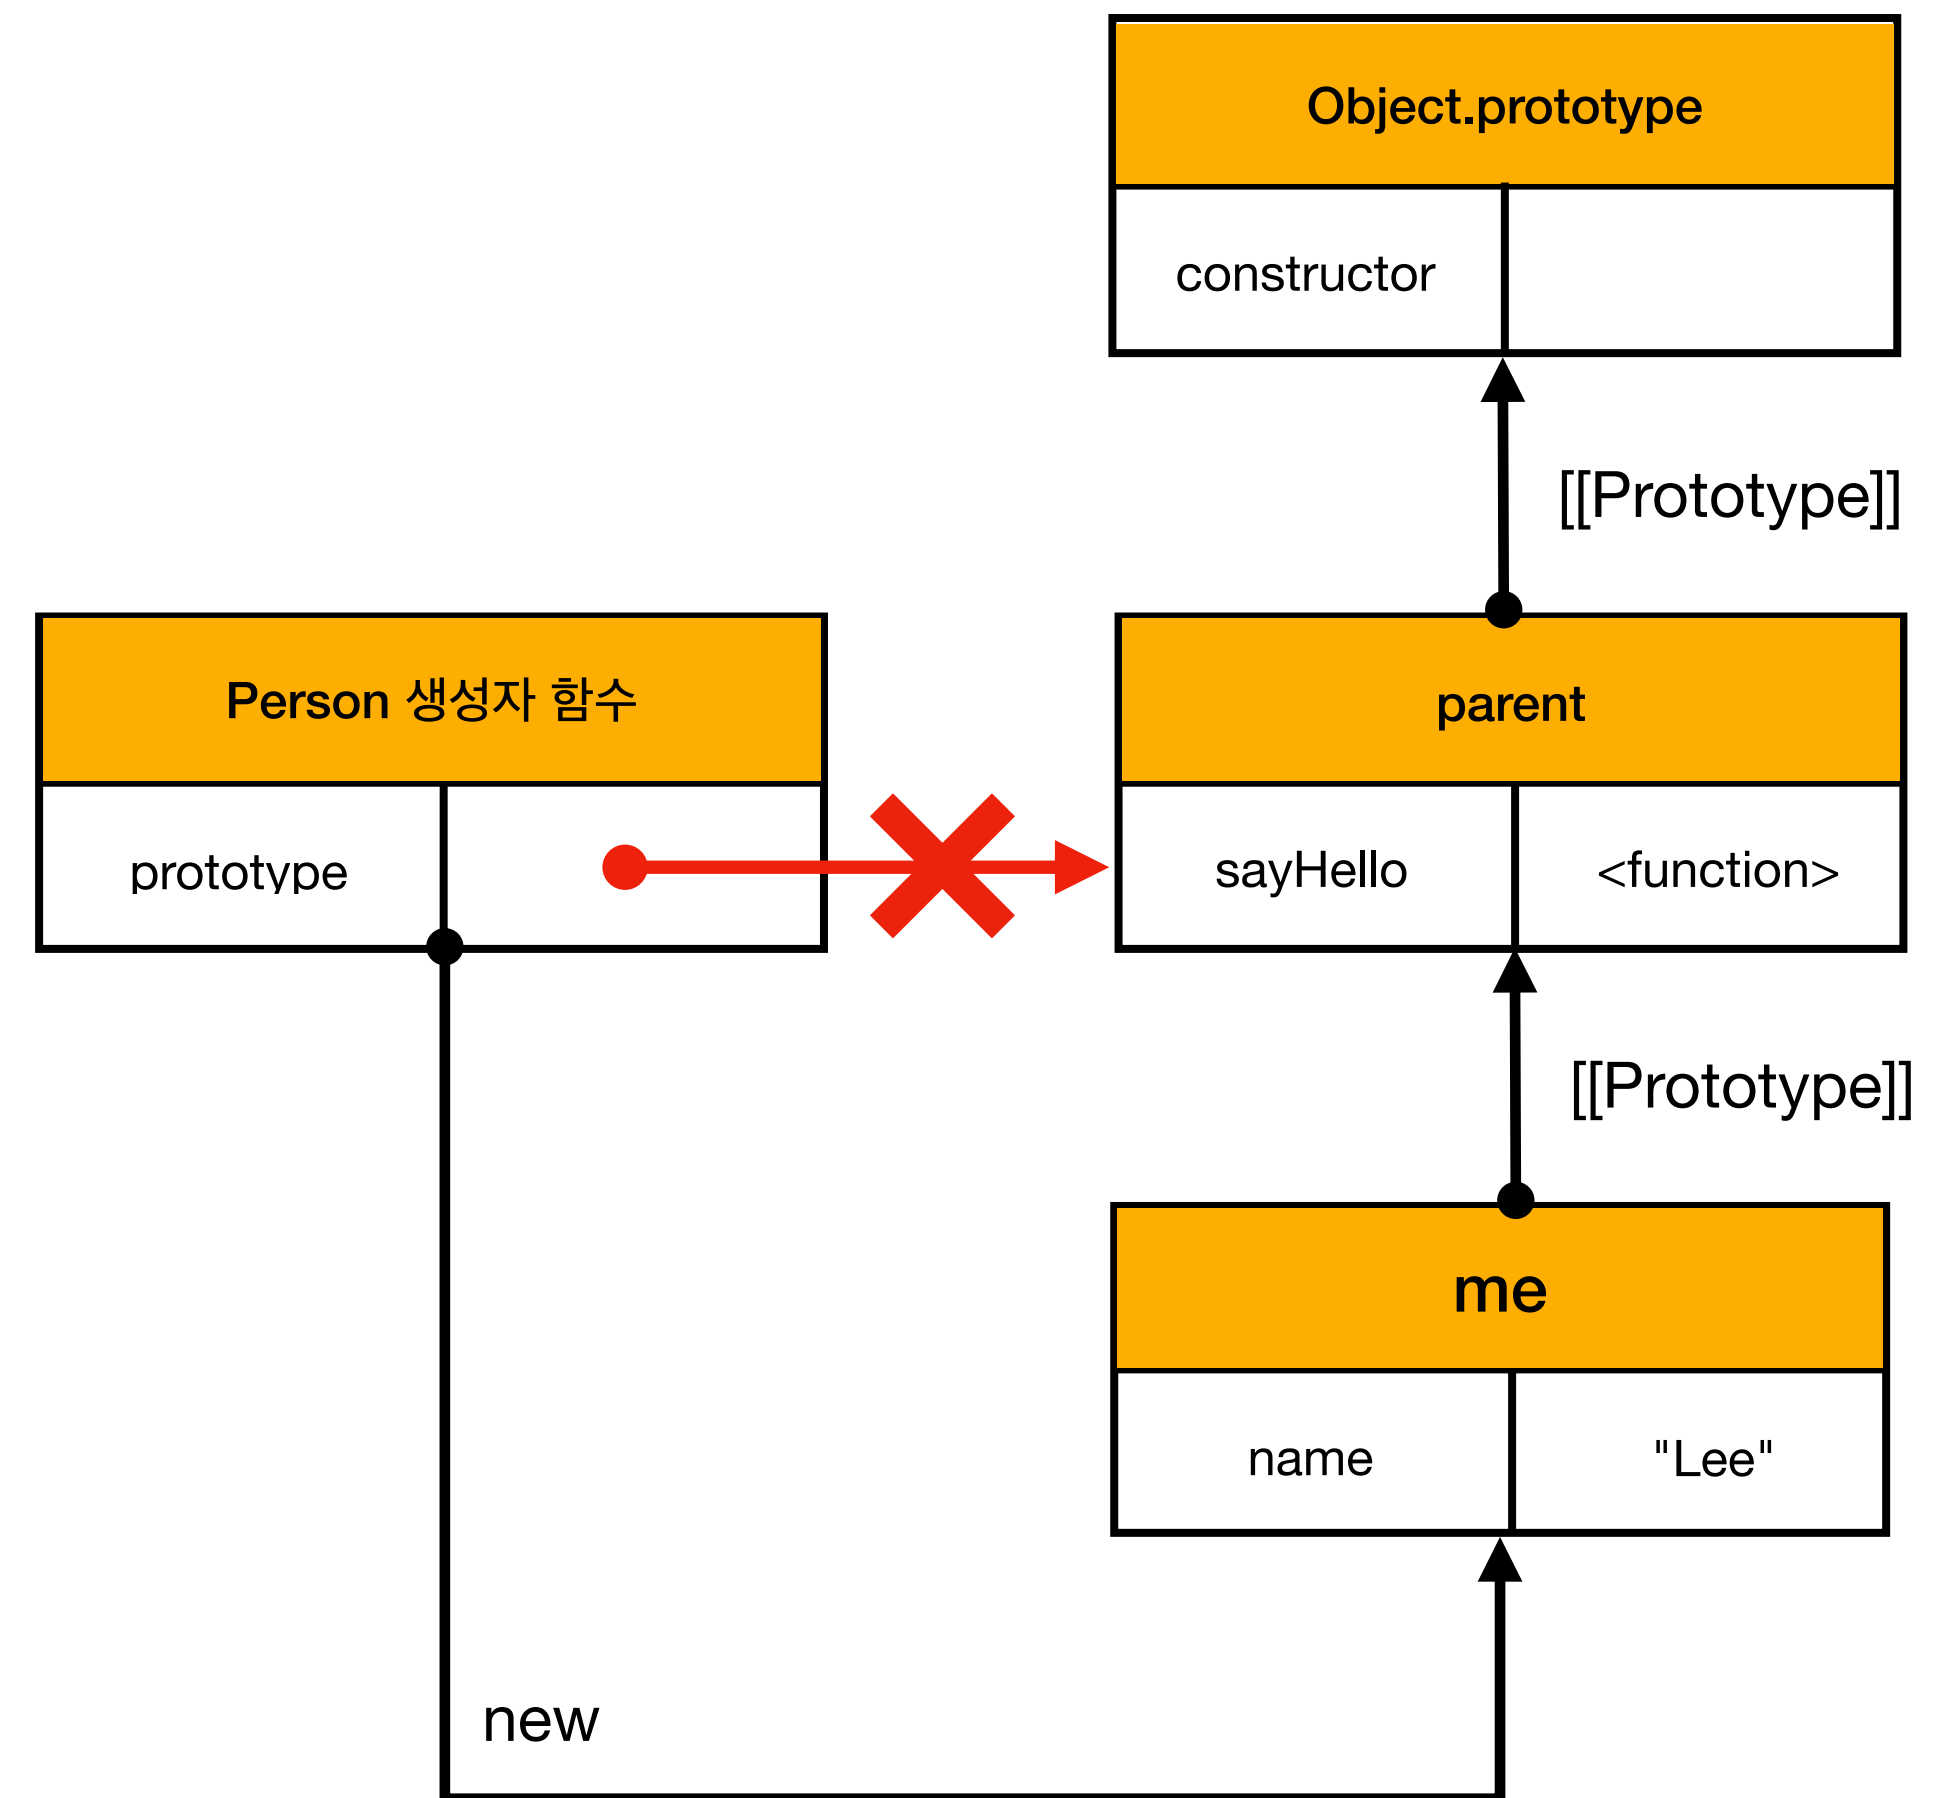 Object.prototype
constructor
[[Prototype]]
Person 생성자 함수
parent
prototype
sayHello
<function>
[[Prototype]]
me
name
"Lee"
new